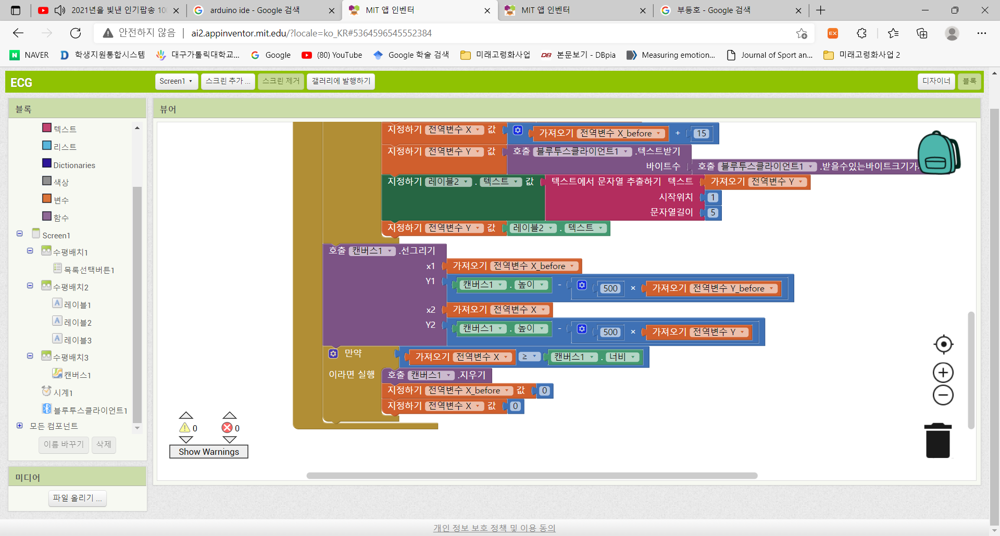 2021년을 빛낸 인기팝송 10
arduino ide - Google 검색
MIT 앱 인벤터
MIT 앱 인벤터
부등호 - Google 검색
안전하지 않음
ai2.appinventor.mit.edu/?locale=ko_KR#5364596545552384
EX
NAVER
학생지원통합시스템
대구가톨릭대학교...
Google
(80) YouTube
Google 학술 검색
미래고령화사업
본문보기 - DBpia
Measuring emotion...
Journal of Sport an...
미래고령화사업 2
ECG
Screen1
스크린 추가 ...
스크린 제거
갤러리에 발행하기
디자이너
블록
블록
텍스트
리스트
Dictionaries
색상
변수
함수
Screen1
수평배치1
목록선택버튼1
수평배치2
레이블1
레이블2
레이블3
수평배치3
캔버스1
시계1
블루투스클라이언트1
모든 컴포넌트
이름 바꾸기
삭제
미디어
파일 올리기 ...
뷰어
지정하기 전역변수 X 값 가져오기 전역변수 X_before + 15
지정하기 전역변수 Y 값 호출 블루투스클라이언트1 .텍스트받기
바이트수 호출 블루투스클라이언트1 .받을수있는바이트크기가
지정하기 레이블2 . 텍스트 값 텍스트에서 문자열 추출하기 텍스트 가져오기 전역변수 Y
시작위치 1
문자열길이 5
지정하기 전역변수 Y 값 레이블2 . 텍스트
호출 캔버스1 .선그리기
x1 가져오기 전역변수 X_before
Y1 캔버스1 . 높이 - 500 × 가져오기 전역변수 Y_before
x2 가져오기 전역변수 X
Y2 캔버스1 . 높이 - 500 × 가져오기 전역변수 Y
만약 가져오기 전역변수 X ≥ 캔버스1 . 너비
이라면 실행 호출 캔버스1 .지우기
지정하기 전역변수 X_before 값 0
지정하기 전역변수 X 값 0
0
0
Show Warnings
개인 정보 보호 정책 및 이용 동의